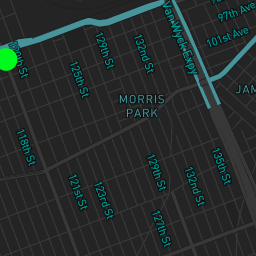 97th Ave
101st Ave
Van Wyck Expy
129th St
132nd St
125th St
MORRIS
PARK
JAM
118th St
129th St
135th St
132nd St
121st St
123rd St
127th St